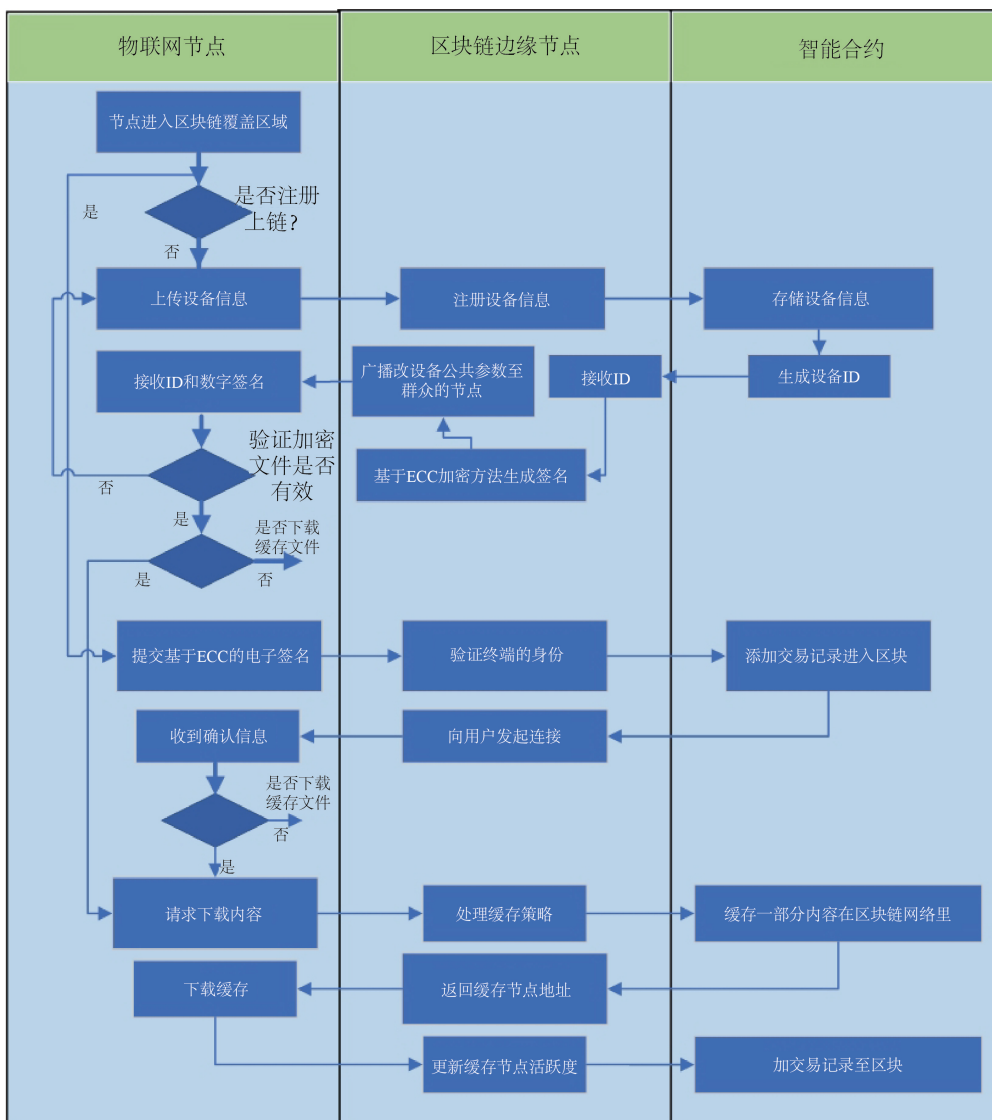 物联网节点
区块链边缘节点
智能合约
节点进入区块链覆盖区域
是否注册
上链?
是
否
上传设备信息
注册设备信息
存储设备信息
接收ID和数字签名
广播改设备公共参数至
群众的节点
接收ID
生成设备ID
验证加密
文件是否
有效
否
基于ECC加密方法生成签名
是
是否下载
缓存文件
是
否
提交基于ECC的电子签名
验证终端的身份
添加交易记录进入区块
收到确认信息
向用户发起连接
是否下载
缓存文件
否
是
请求下载内容
处理缓存策略
缓存一部分内容在区块链网络里
下载缓存
返回缓存节点地址
更新缓存节点活跃度
加交易记录至区块